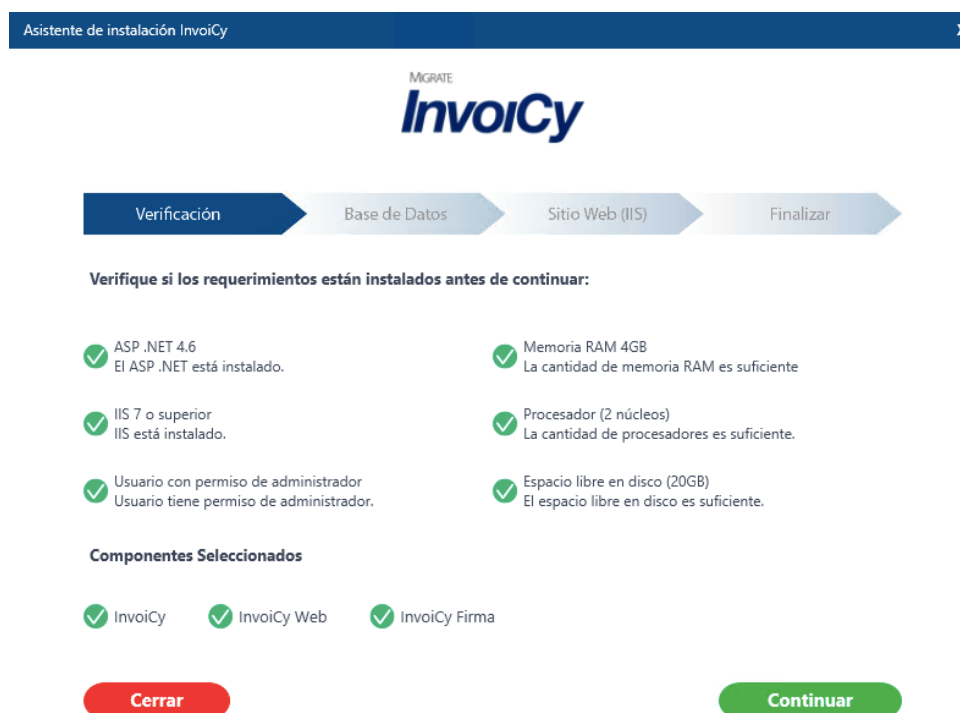 Asistente de instalación InvoiCy
MIGRATE
InvoiCy
Verificación
Base de Datos
Sitio Web (IIS)
Finalizar
Verifique si los requerimientos están instalados antes de continuar:
ASP .NET 4.6
El ASP .NET está instalado.
Memoria RAM 4GB
La cantidad de memoria RAM es suficiente
IIS 7 o superior
IIS está instalado.
Procesador (2 núcleos)
La cantidad de procesadores es suficiente.
Usuario con permiso de administrador
Usuario tiene permiso de administrador.
Espacio libre en disco (20GB)
El espacio libre en disco es suficiente.
Componentes Seleccionados
InvoiCy
InvoiCy Web
InvoiCy Firma
Cerrar
Continuar